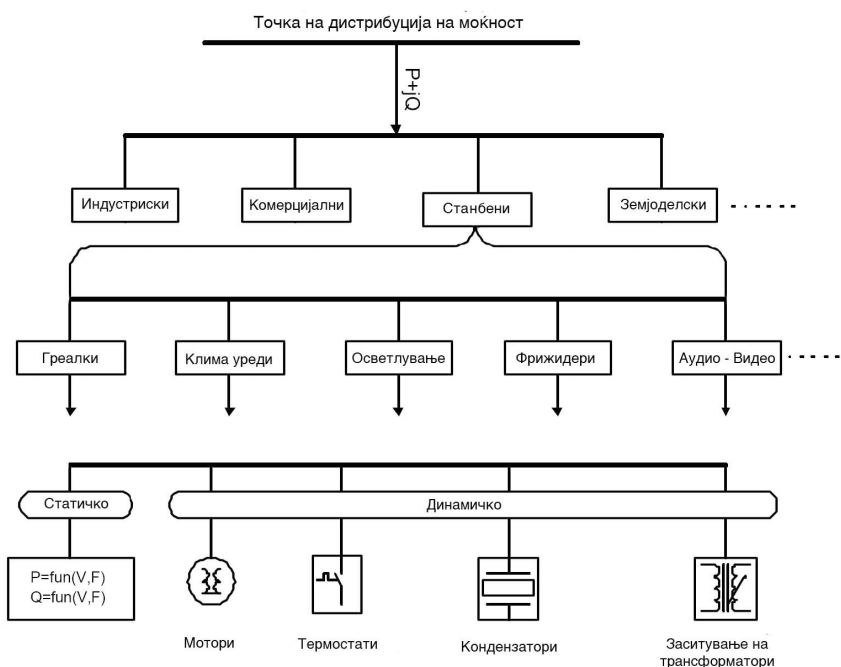 Точка на дистрибуција на моќност
P+jQ
Индустриски
Комерцијални
Станбени
Земјоделски
Греалки
Клима уреди
Осветлување
Фрижидери
Аудио - Видео
Статичко
Динамичко
P=fun(V,F)
Q=fun(V,F)
Мотори
Термостати
Кондензатори
Заситување на
трансформатори